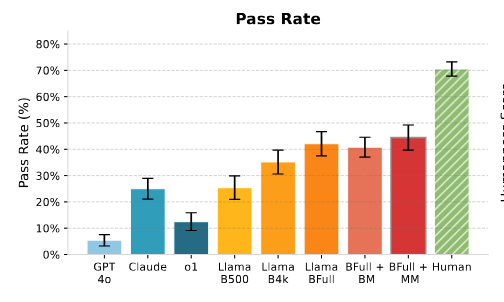 Pass Rate
Pass Rate (%)
80%
70%
60%
50%
40%
30%
20%
10%
0%
GPT 4o
Claude
o1
Llama B500
Llama B4k
Llama BFull
BFull + BM
BFull + MM
Human